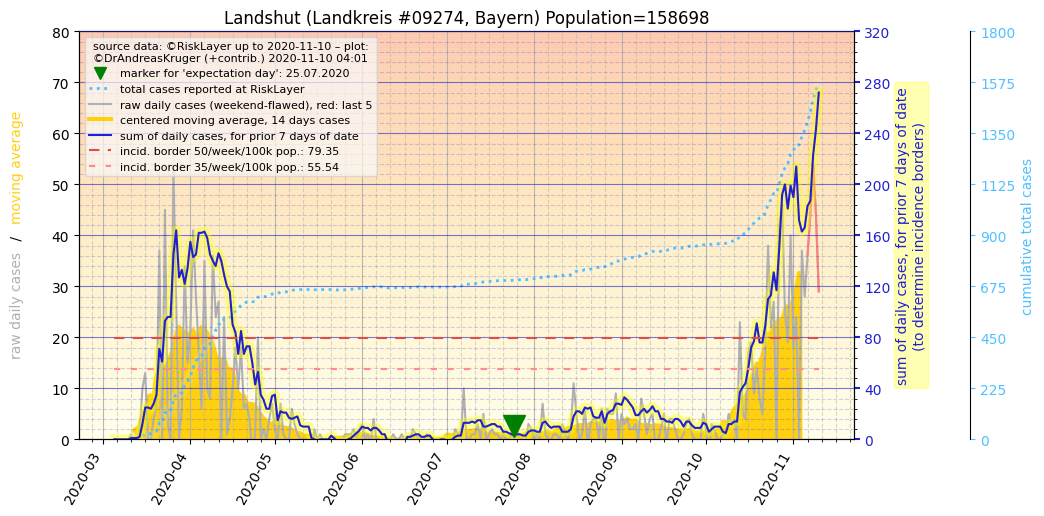 Landshut (Landkreis #09274, Bayern) Population=158698
source data: ©RiskLayer up to 2020-11-10 – plot:
©DrAndreasKruger (+contrib.) 2020-11-10 04:01
marker for 'expectation day': 25.07.2020
total cases reported at RiskLayer
raw daily cases (weekend-flawed), red: last 5
centered moving average, 14 days cases
sum of daily cases, for prior 7 days of date
incid. border 50/week/100k pop.: 79.35
incid. border 35/week/100k pop.: 55.54
raw daily cases / moving average
80
70
60
50
40
30
20
10
0
2020-03
2020-04
2020-05
2020-06
2020-07
2020-08
2020-09
2020-10
2020-11
320
280
240
200
160
120
80
40
0
sum of daily cases, for prior 7 days of date
(to determine incidence borders)
1800
1575
1350
1125
900
675
450
225
0
cumulative total cases